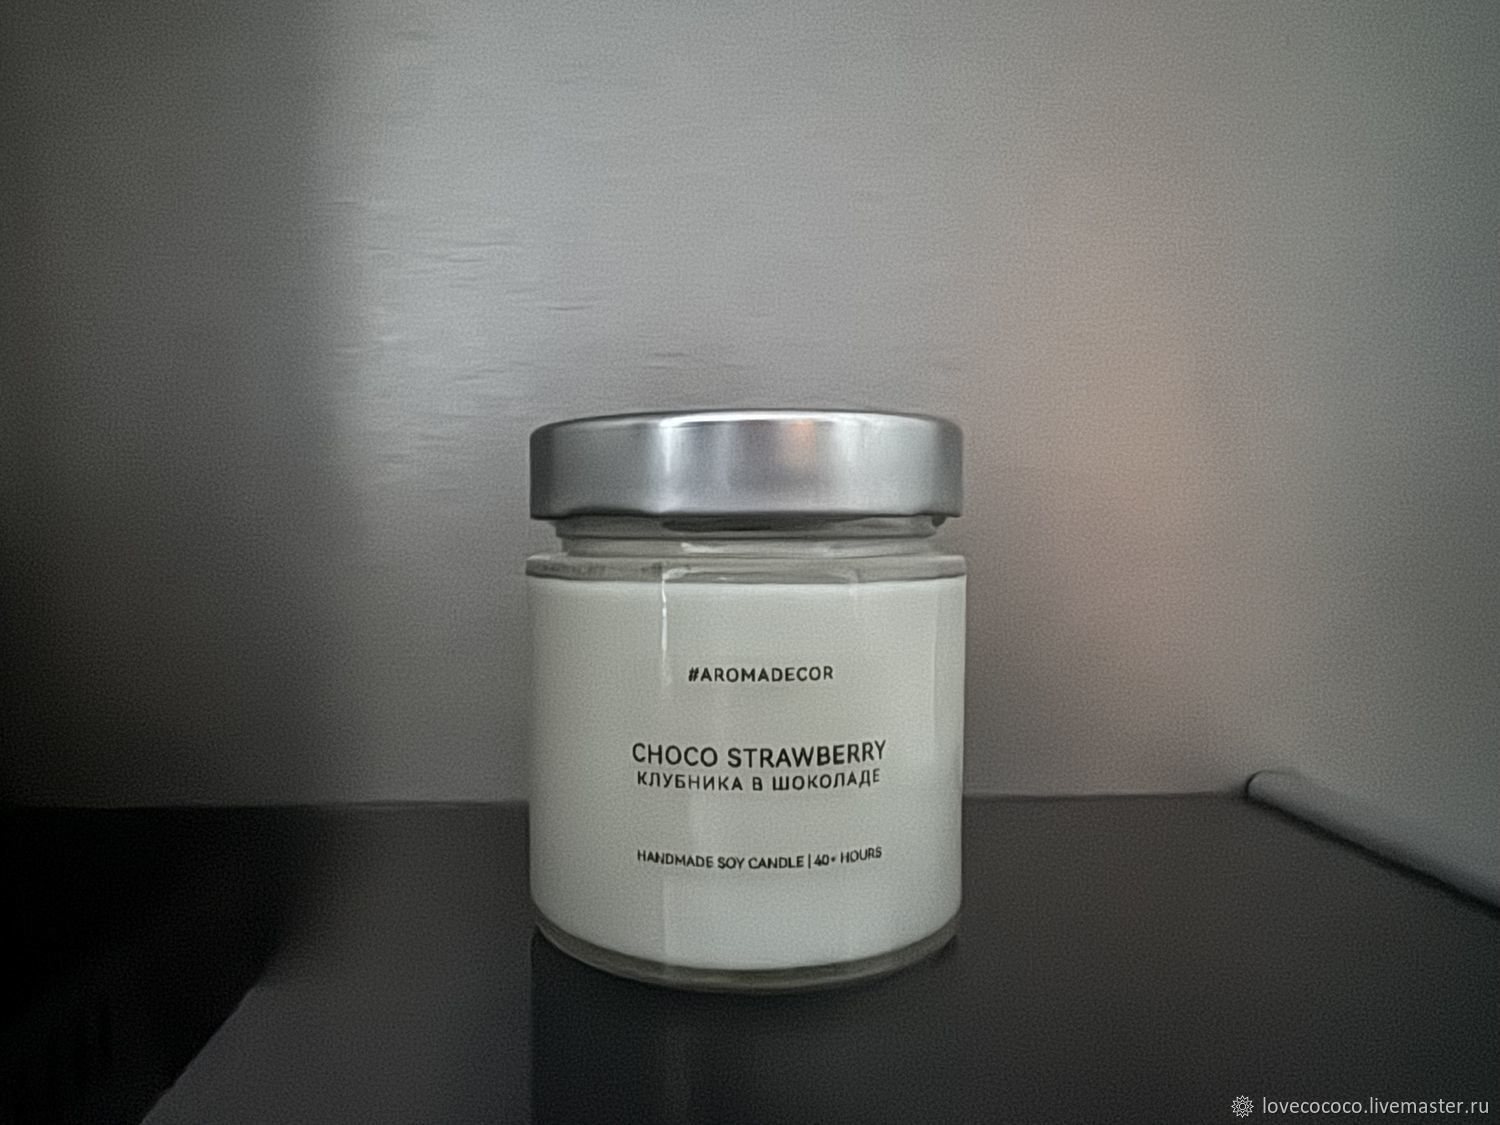 #AROMADECOR
CHOCO STRAWBERRY
КЛУБНИКА В ШОКОЛАДЕ
HANDMADE SOY CANDLE | 40+ HOURS
lovecococo.livemaster.ru